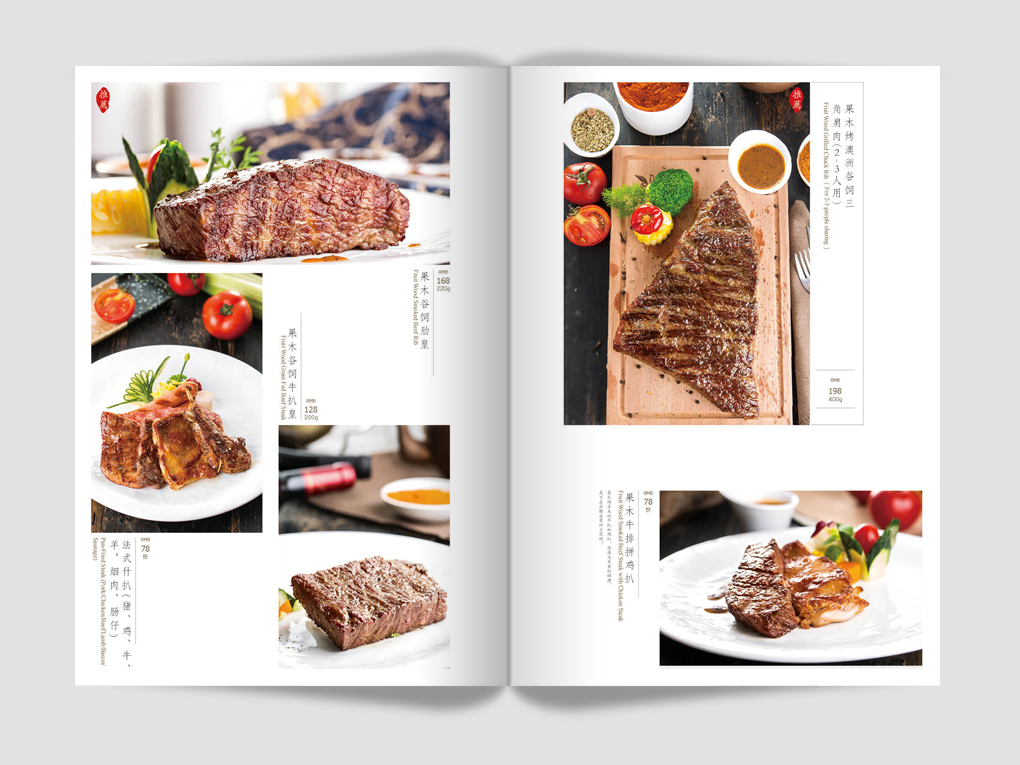 推薦
果木谷饲肋皇
Fruit Wood Smoked Beef Rib
RMB
168
220g
果木谷饲牛扒皇
Fruit Wood Grain Fed Beef Steak
RMB
128
200g
法式什扒(猪、鸡、牛、
羊、烟肉、肠仔)
Pan-Fried Steak (Pork/Chicken/Beef/Lamb/Bacon/
Sausage)
RMB
78
份
推薦
果木烤澳洲谷饲三
角肩肉(2-3人用)
Fruit Wood Grilled Chuck Rib ( For 2-3 people sharing )
RMB
198
400g
果木牛排拼鸡扒
Fruit Wood Smoked Beef Steak with Chicken Steak
RMB
78
份